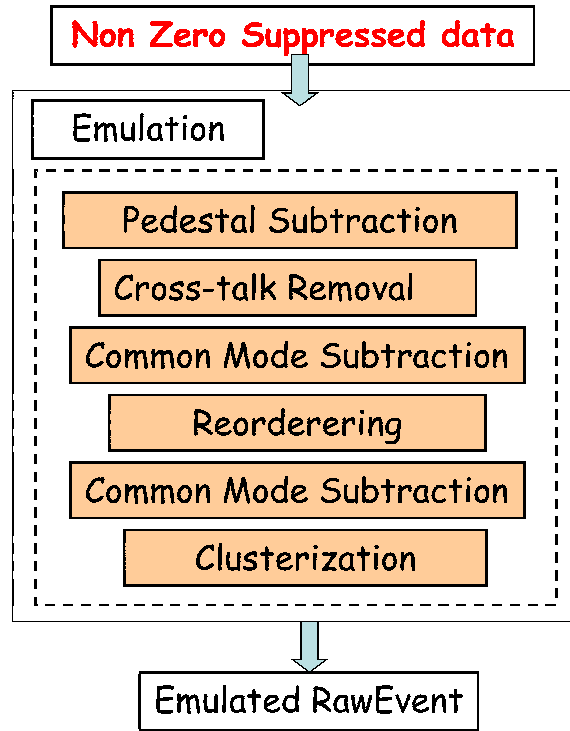 Non Zero Suppressed data
Emulation
Pedestal Subtraction
Cross-talk Removal
Common Mode Subtraction
Reorderering
Common Mode Subtraction
Clusterization
Emulated RawEvent